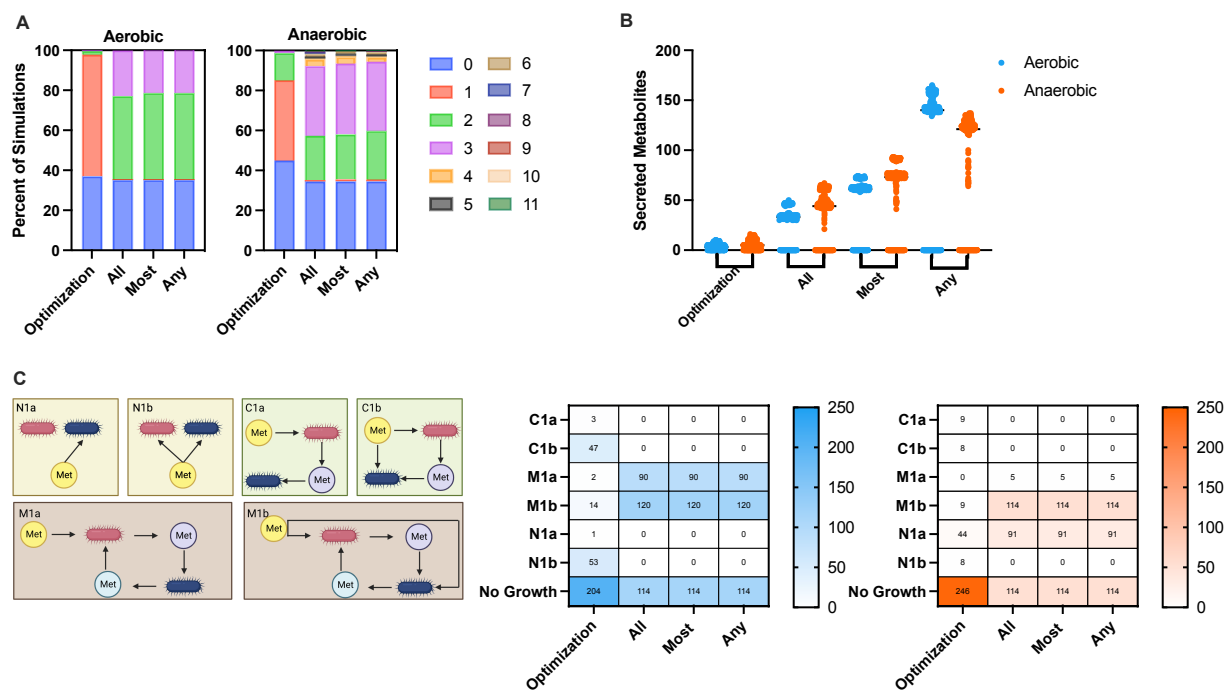 A
Aerobic
Anaerobic
Percent of Simulations
100
80
60
40
20
0
Optimization
All
Most
Any
100
80
60
40
20
0
Optimization
All
Most
Any
0
1
2
3
4
5
6
7
8
9
10
11
B
Secreted Metabolites
200
150
100
50
0
Optimization
All
Most
Any
Aerobic
Anaerobic
C
N1a
Met
N1b
Met
C1a
Met
Met
C1b
Met
Met
M1a
Met
Met
Met
M1b
Met
Met
Met
C1a 3 0 0 0
C1b 47 0 0 0
M1a 2 90 90 90
M1b 14 120 120 120
N1a 1 0 0 0
N1b 53 0 0 0
No Growth 204 114 114 114
Optimization All Most Any
250
200
150
100
50
0
C1a 9 0 0 0
C1b 8 0 0 0
M1a 0 5 5 5
M1b 9 114 114 114
N1a 44 91 91 91
N1b 8 0 0 0
No Growth 246 114 114 114
Optimization All Most Any
250
200
150
100
50
0